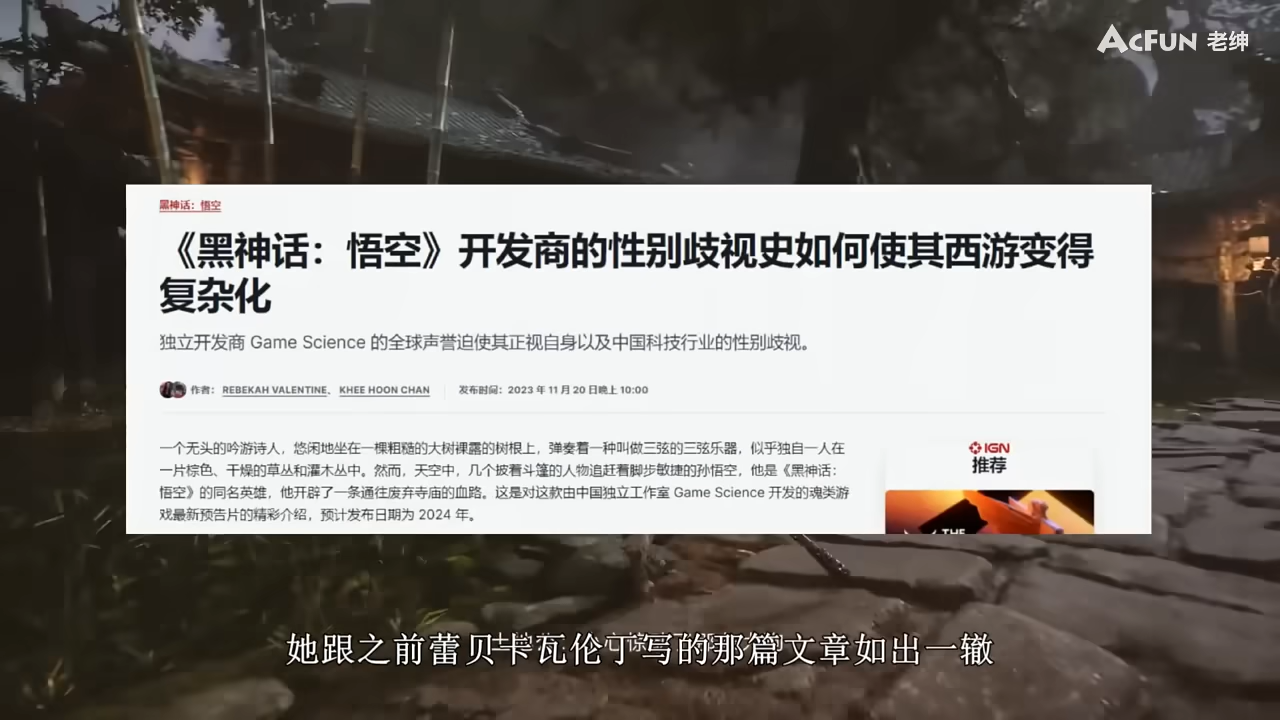 ACFUN 老绅
黑神话：悟空
《黑神话：悟空》开发商的性别歧视史如何使其西游变得
复杂化
独立开发商 Game Science 的全球声誉迫使其正视自身以及中国科技行业的性别歧视。
作者： REBEKAH VALENTINE、 KHEE HOON CHAN 发布时间：2023 年 11 月 20 日晚上 10:00
一个无头的吟游诗人，悠闲地坐在一棵粗糙的大树裸露的树根上，弹奏着一种叫做三弦的三弦乐器，似乎独自一人在
一片棕色、干燥的草丛和灌木丛中。然而，天空中，几个披着斗篷的人物追赶着脚步敏捷的孙悟空，他是《黑神话：
悟空》的同名英雄，他开辟了一条通往废弃寺庙的血路。这是对这款由中国独立工作室 Game Science 开发的魂类游
戏最新预告片的精彩介绍，预计发布日期为 2024 年。
IGN
推荐
THE
她跟之前蕾贝卡瓦伦丁写的那篇文章如出一辙